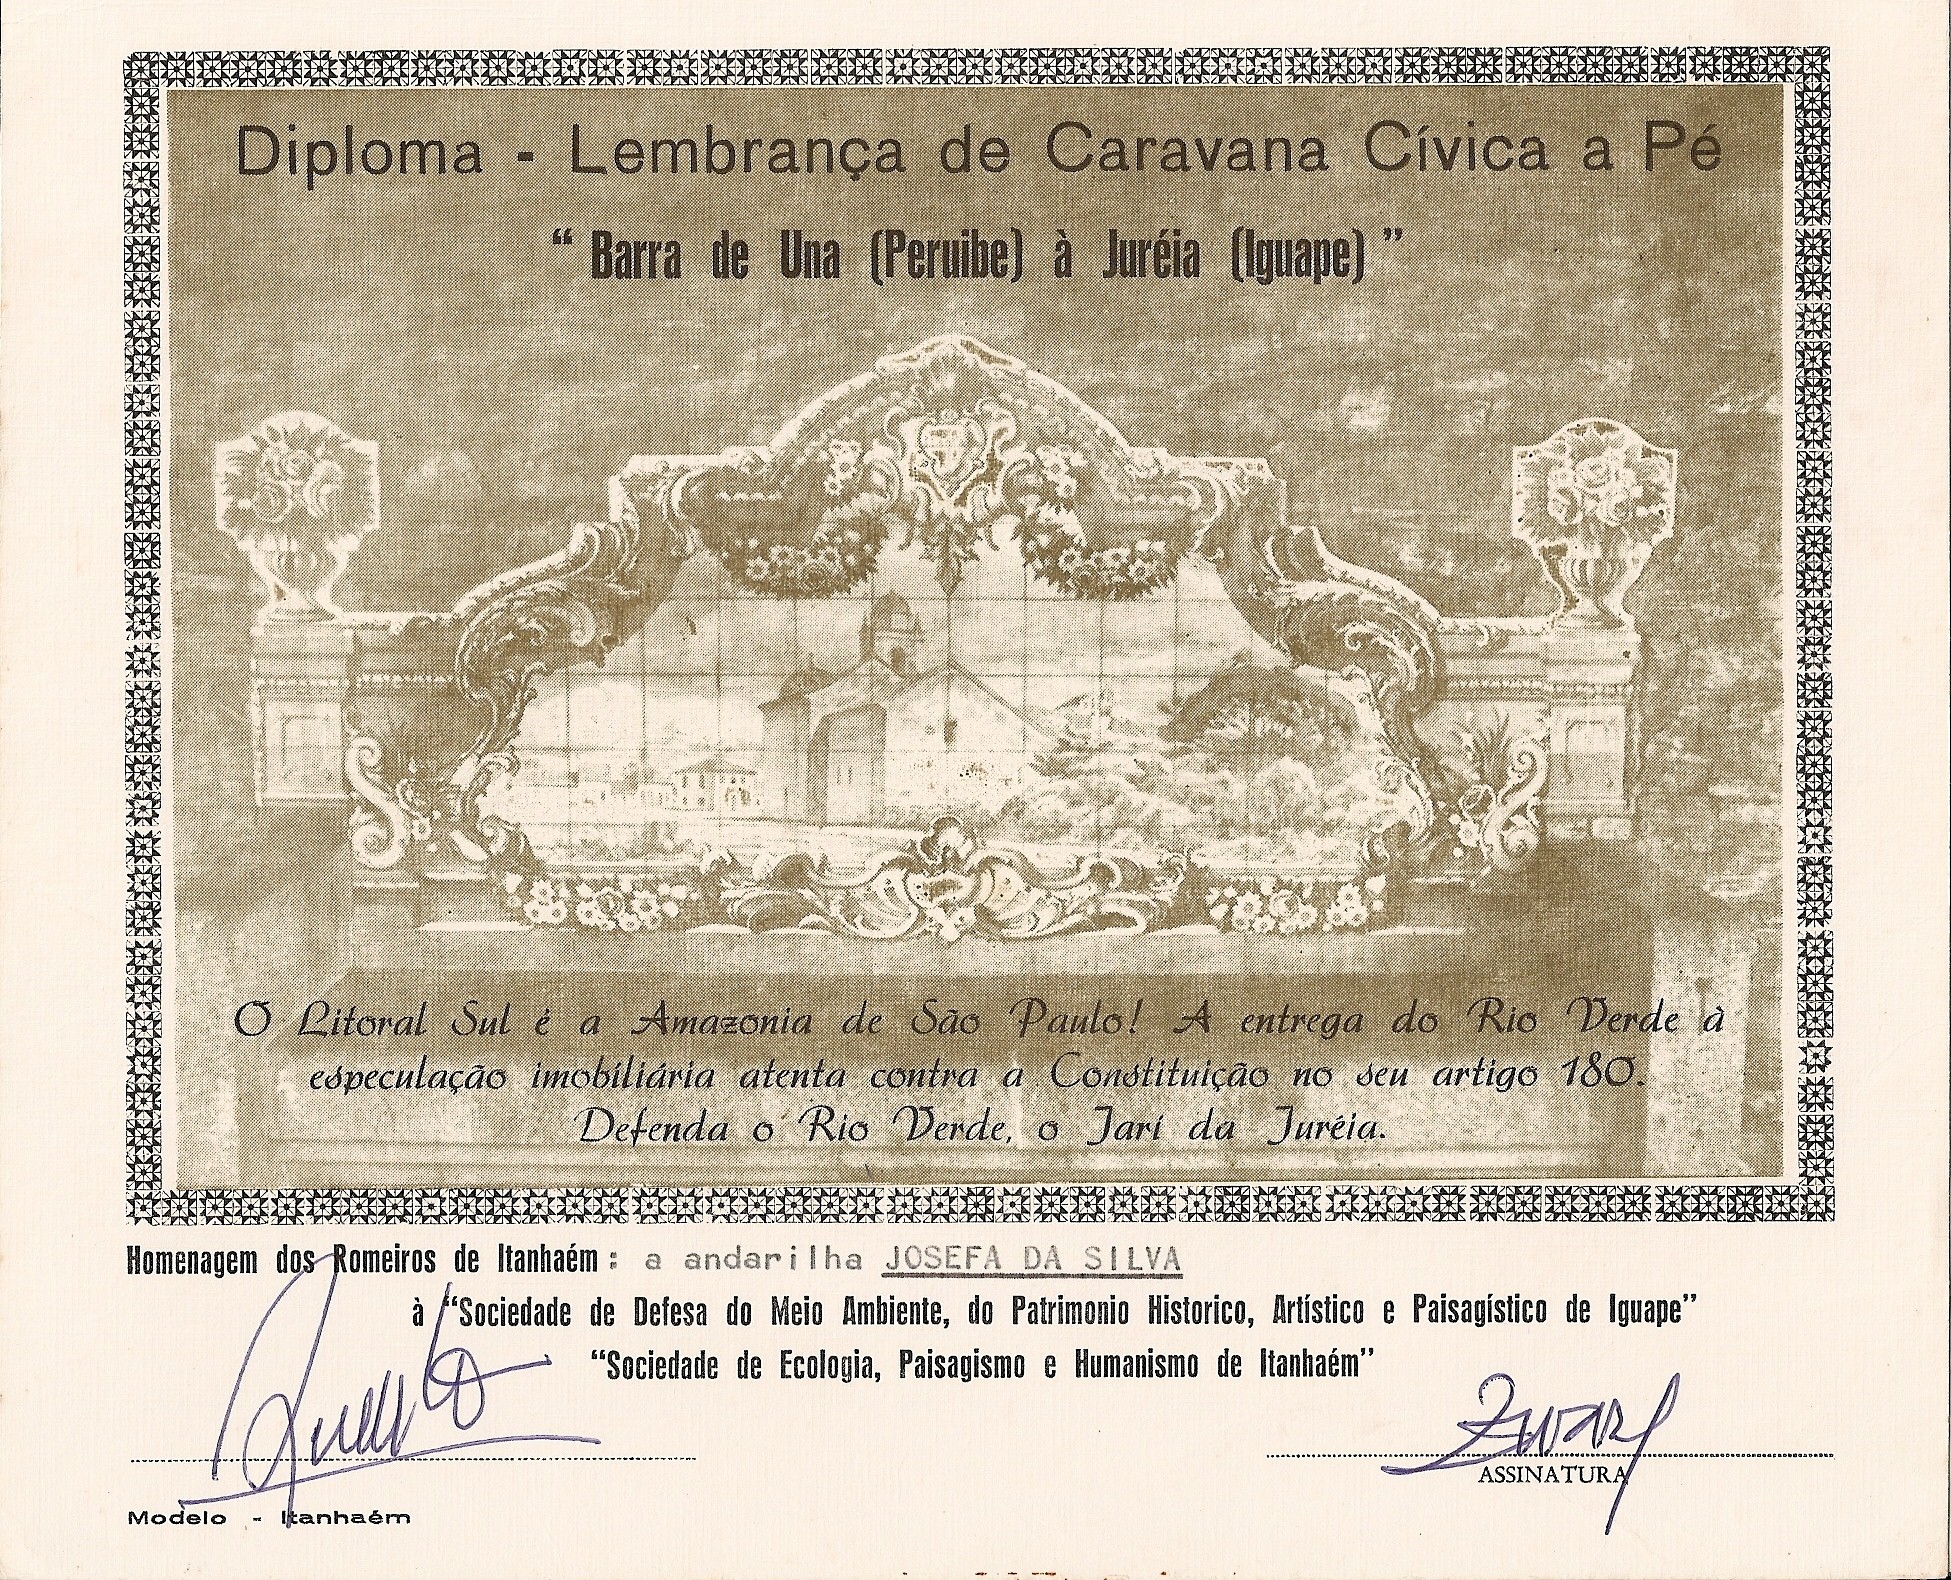 Diploma - Lembrança de Caravana Cívica a Pé
“ Barra de Una (Peruibe) à Juréia (Iguape) ”
O Litoral Sul é a Amazonia de São Paulo! A entrega do Rio Verde à
especulação imobiliária atenta contra a Constituição no seu artigo 180.
Defenda o Rio Verde, o Jari da Juréia.
Homenagem dos Romeiros de Itanhaém : a andarilha JOSEFA DA SILVA
à “Sociedade de Defesa do Meio Ambiente, do Patrimonio Historico, Artístico e Paisagístico de Iguape”
“Sociedade de Ecologia, Paisagismo e Humanismo de Itanhaém”
ASSINATURA
Modelo - Itanhaém